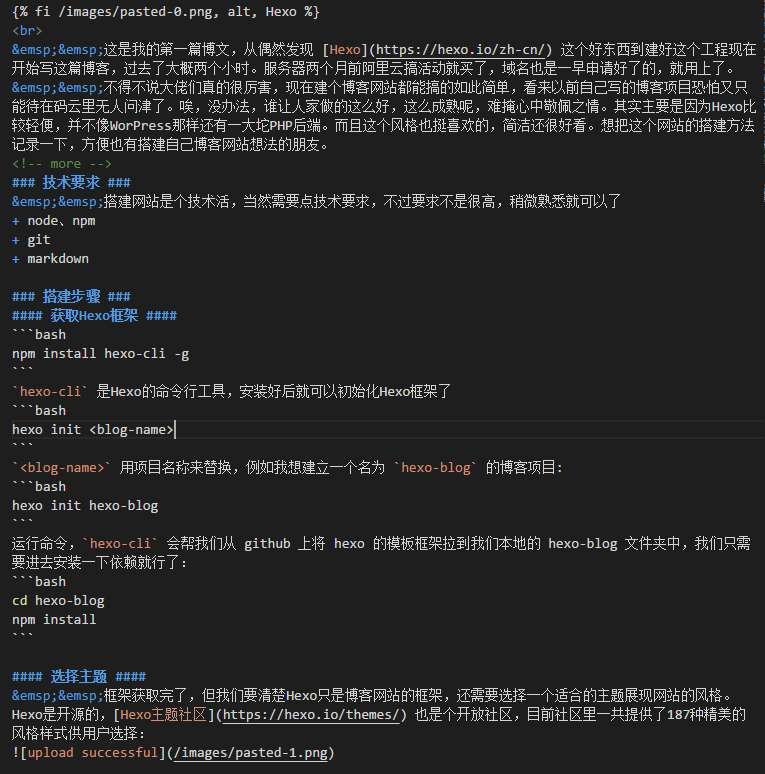 {% fi /images/pasted-0.png, alt, Hexo %}
<br>
&emsp;&emsp;这是我的第一篇博文，从偶然发现 [Hexo](https://hexo.io/zh-cn/) 这个好东西到建好这个工程现在
开始写这篇博客，过去了大概两个小时。服务器两个月前阿里云搞活动就买了，域名也是一早申请好了的，就用上了。
&emsp;&emsp;不得不说大佬们真的很厉害，现在建个博客网站都能搞的如此简单，看来以前自己写的博客项目恐怕又只
能待在码云里无人问津了。唉，没办法，谁让人家做的这么好，这么成熟呢，难掩心中敬佩之情。其实主要是因为Hexo比
较轻便，并不像WorPress那样还有一大坨PHP后端。而且这个风格也挺喜欢的，简洁还很好看。想把这个网站的搭建方法
记录一下，方便也有搭建自己博客网站想法的朋友。
<!-- more -->
### 技术要求 ###
&emsp;&emsp;搭建网站是个技术活，当然需要点技术要求，不过要求不是很高，稍微熟悉就可以了
+ node、npm
+ git
+ markdown
### 搭建步骤 ###
#### 获取Hexo框架 ####
```bash
npm install hexo-cli -g
```
`hexo-cli` 是Hexo的命令行工具，安装好后就可以初始化Hexo框架了
```bash
hexo init <blog-name>
```
`<blog-name>` 用项目名称来替换，例如我想建立一个名为 `hexo-blog` 的博客项目：
```bash
hexo init hexo-blog
```
运行命令，`hexo-cli` 会帮我们从 github 上将 hexo 的模板框架拉到我们本地的 hexo-blog 文件夹中，我们只需
要进去安装一下依赖就行了：
```bash
cd hexo-blog
npm install
```
#### 选择主题 ####
&emsp;&emsp;框架获取完了，但我们要清楚Hexo只是博客网站的框架，还需要选择一个适合的主题展现网站的风格。
Hexo是开源的，[Hexo主题社区](https://hexo.io/themes/) 也是个开放社区，目前社区里一共提供了187种精美的
风格样式供用户选择：
![upload successful](/images/pasted-1.png)